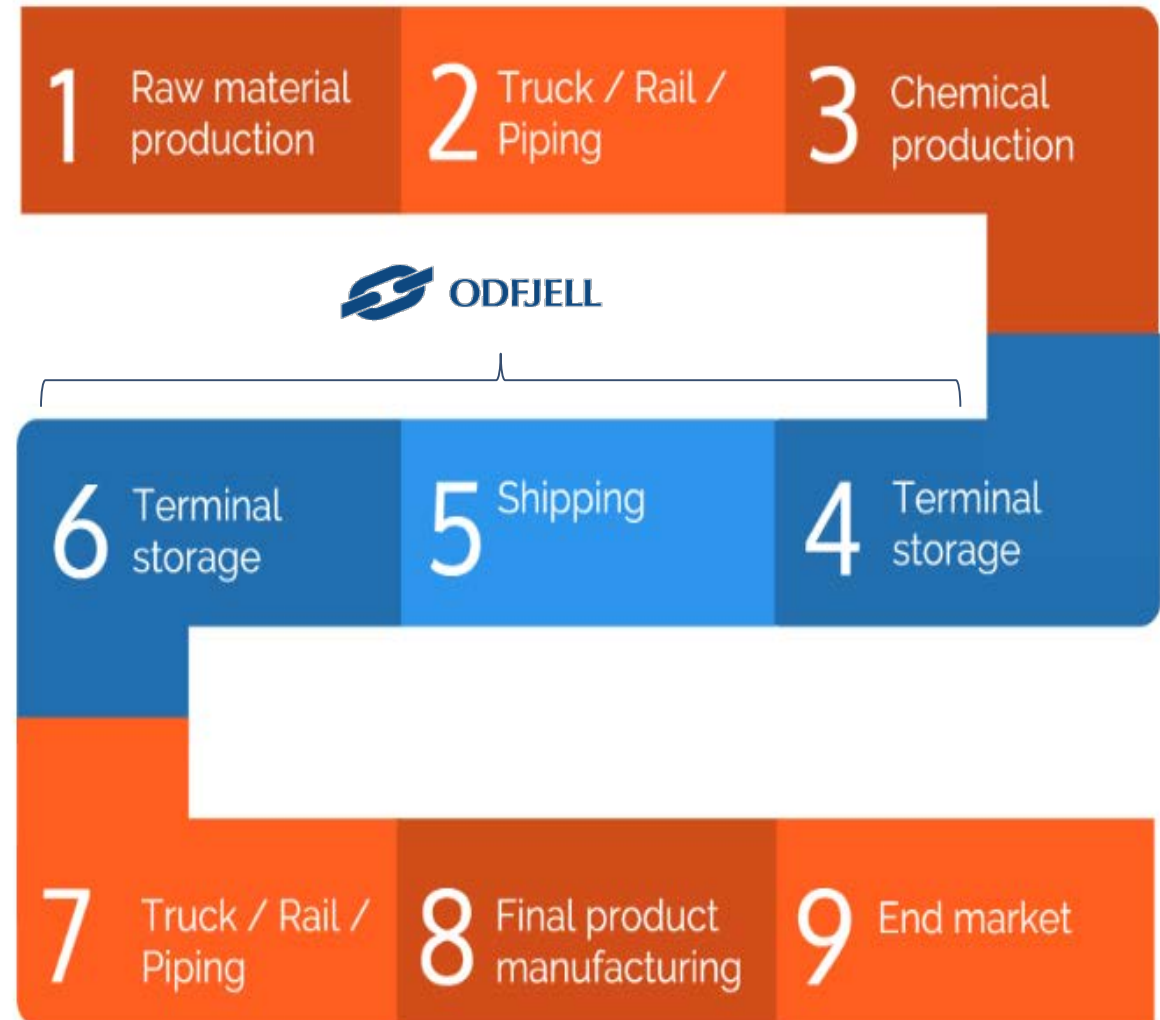 1 Raw material
production
2 Truck / Rail /
Piping
3 Chemical
production
ODFJELL
6 Terminal
storage
5 Shipping
4 Terminal
storage
7 Truck / Rail /
Piping
8 Final product
manufacturing
9 End market